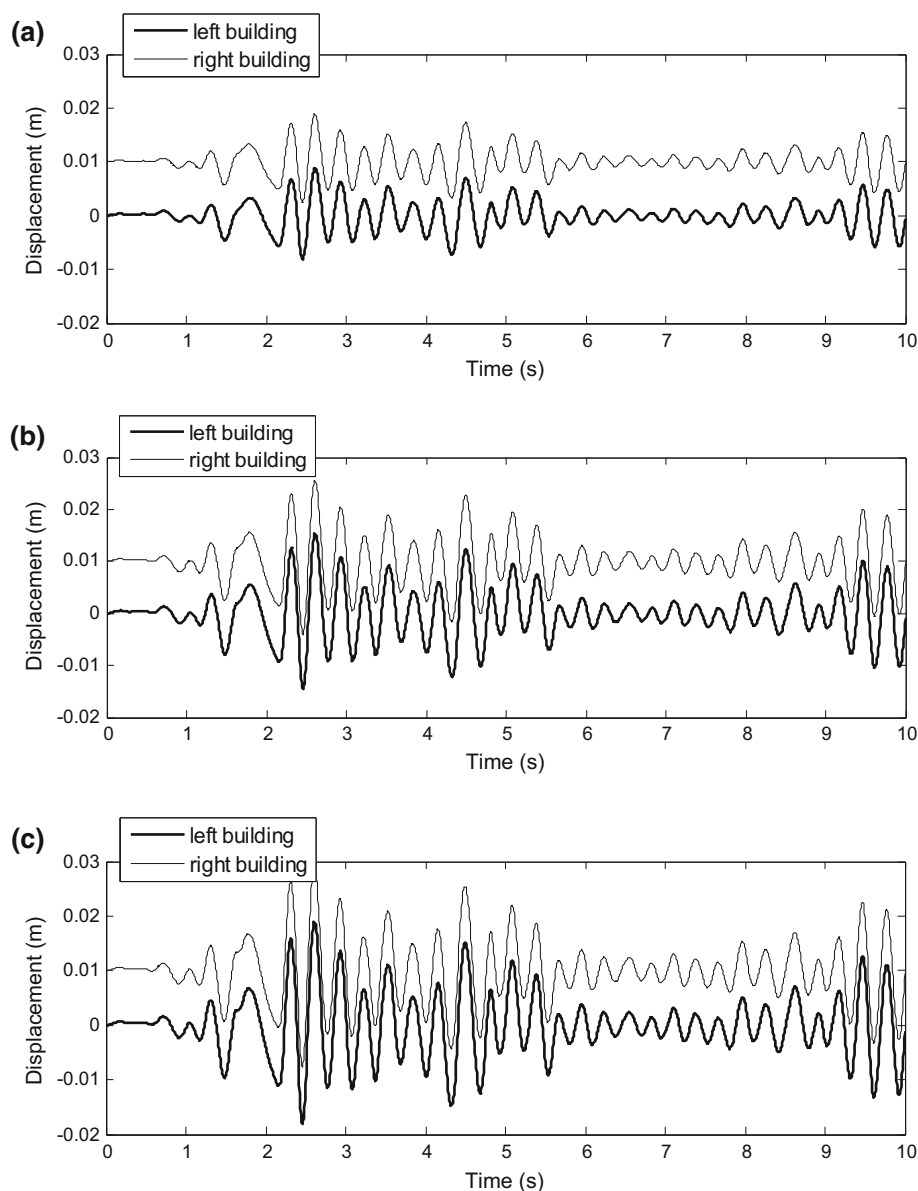 (a)
left building
right building
0.03
0.02
0.01
0
-0.01
-0.02
Displacement (m)
0 1 2 3 4 5 6 7 8 9 10
Time (s)
(b)
left building
right building
0.03
0.02
0.01
0
-0.01
-0.02
Displacement (m)
0 1 2 3 4 5 6 7 8 9 10
Time (s)
(c)
left building
right building
0.03
0.02
0.01
0
-0.01
-0.02
Displacement (m)
0 1 2 3 4 5 6 7 8 9 10
Time (s)